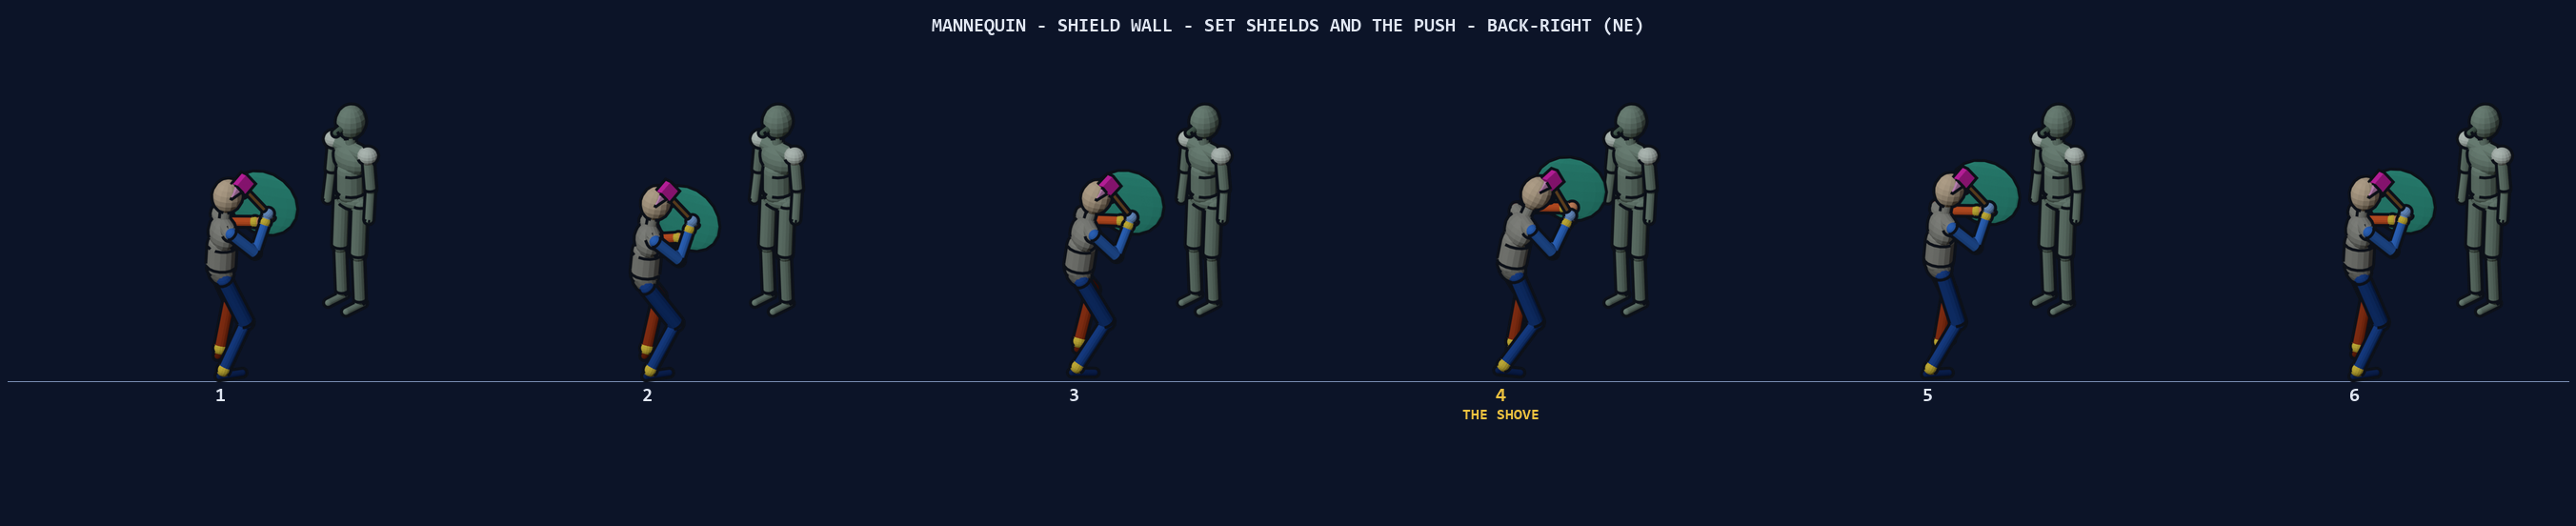 MANNEQUIN - SHIELD WALL - SET SHIELDS AND THE PUSH - BACK-RIGHT (NE)
1 2 3 4 5 6
THE SHOVE